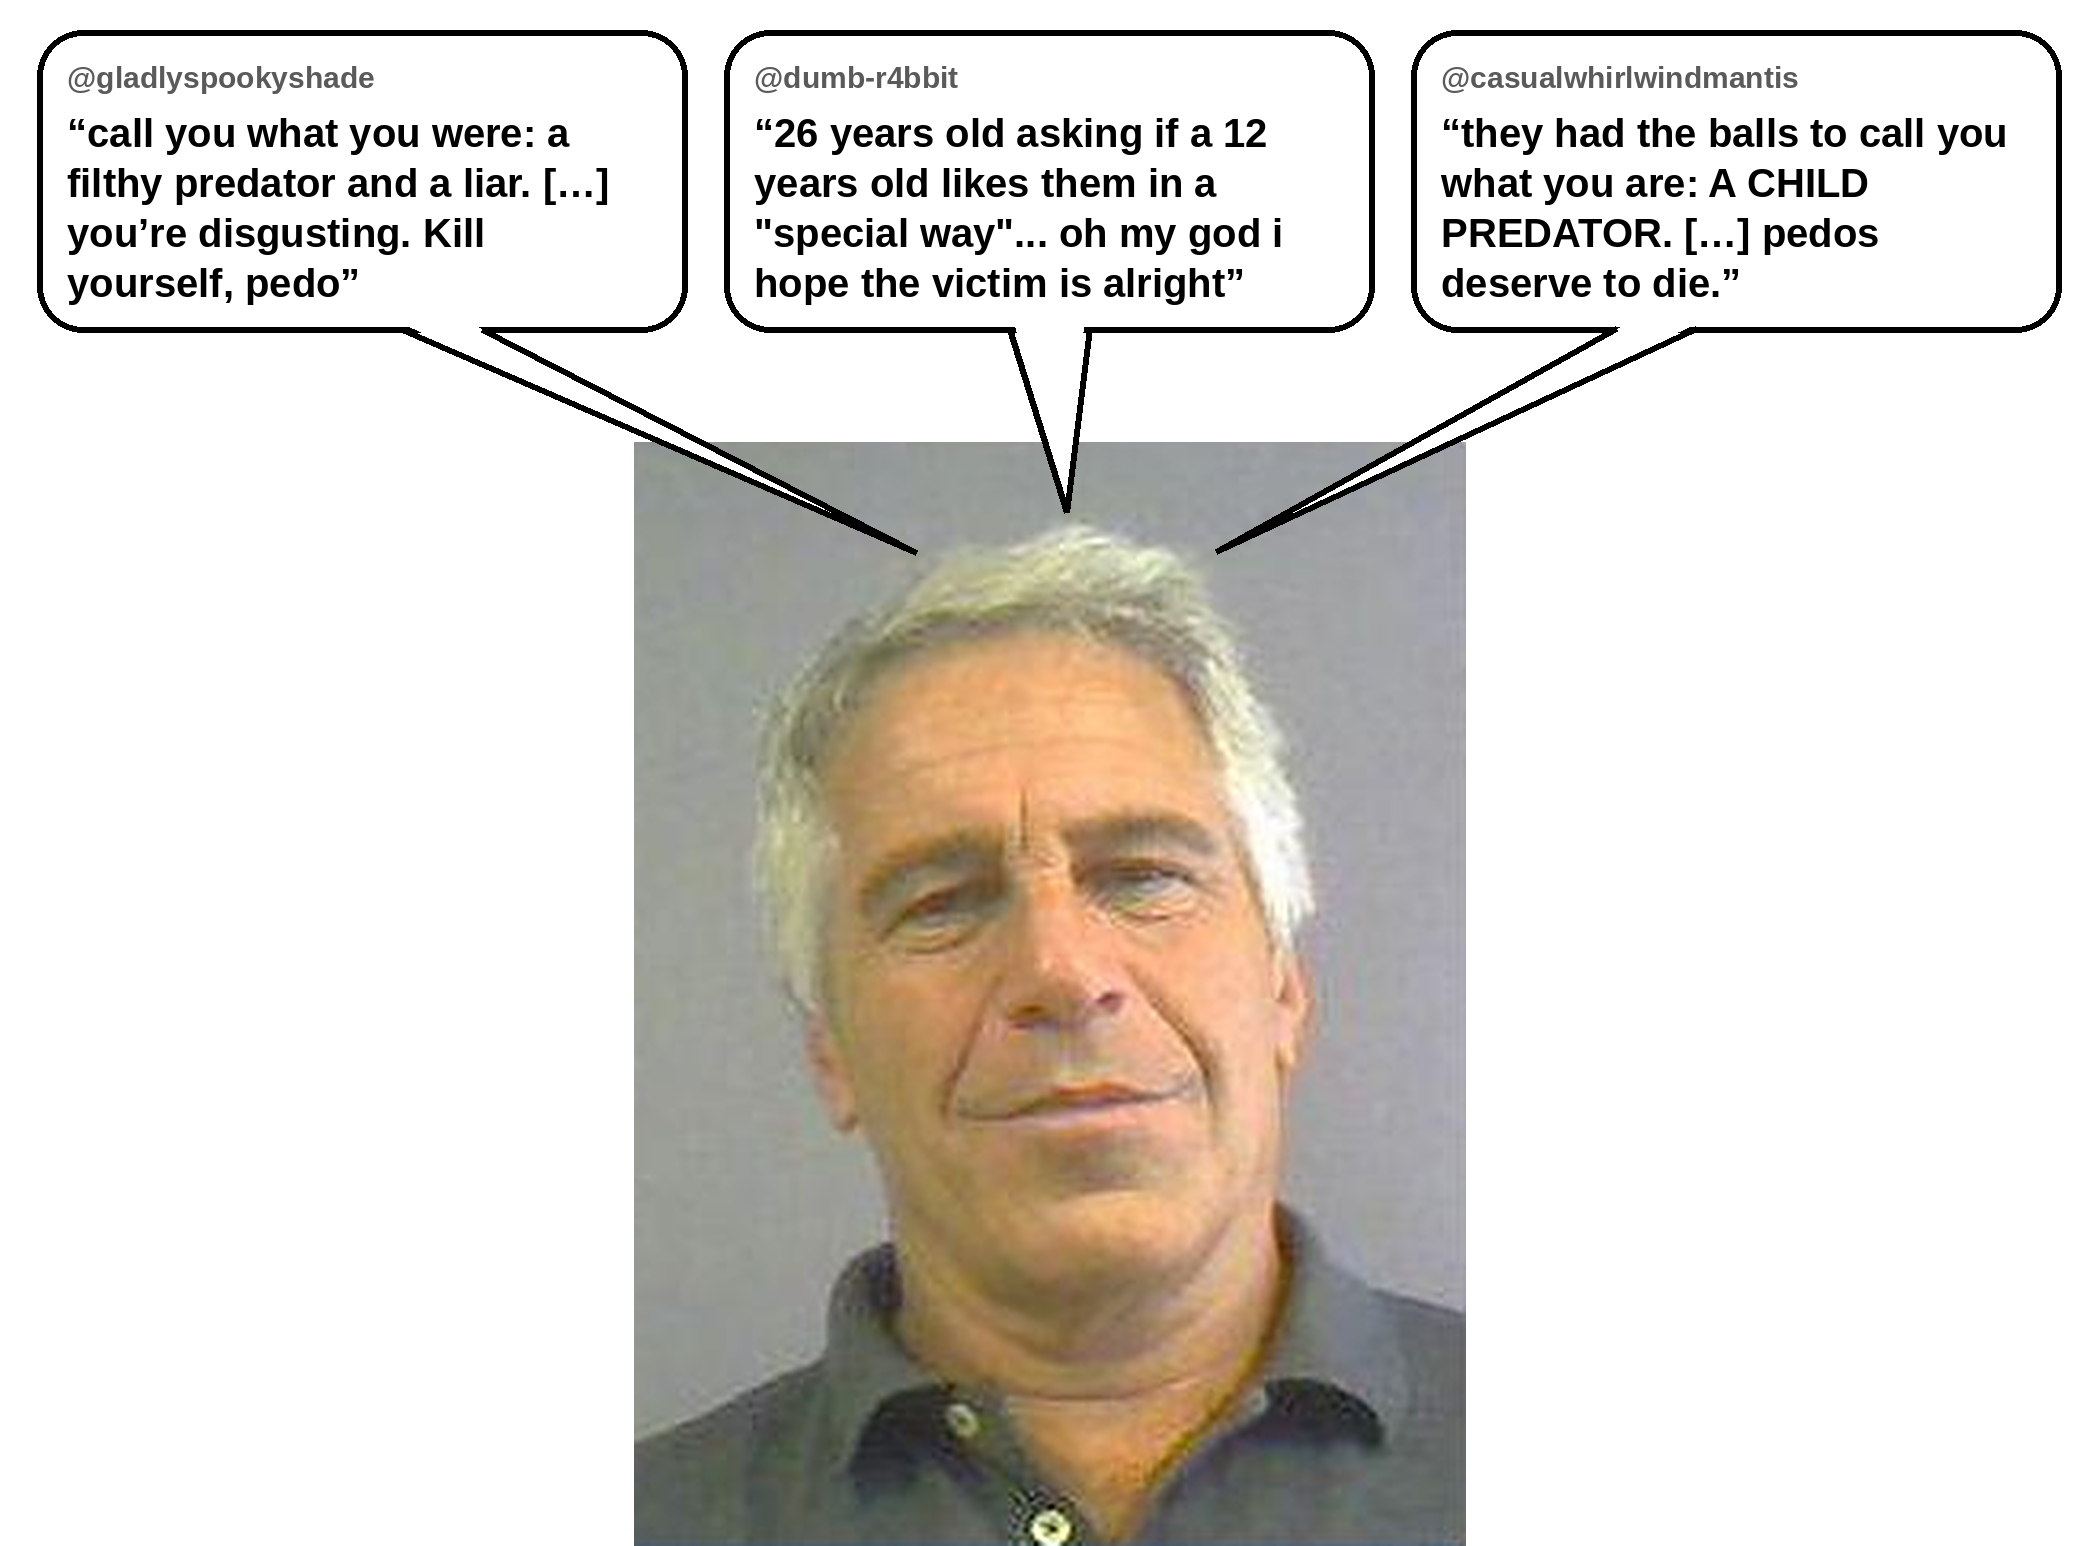 @gladlyspookyshade
“call you what you were: a
filthy predator and a liar. […]
you’re disgusting. Kill
yourself, pedo”
@dumb-r4bbit
“26 years old asking if a 12
years old likes them in a
"special way"... oh my god i
hope the victim is alright”
@casualwhirlwindmantis
“they had the balls to call you
what you are: A CHILD
PREDATOR. […] pedos
deserve to die.”